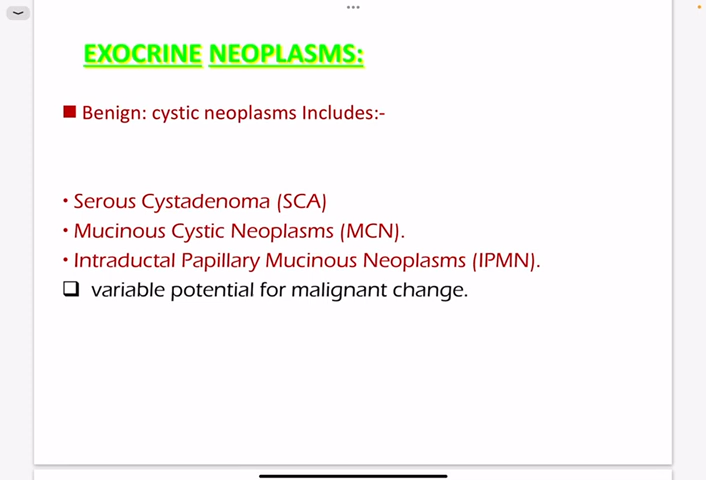 EXOCRINE NEOPLASMS:
Benign: cystic neoplasms Includes:-
• Serous Cystadenoma (SCA)
• Mucinous Cystic Neoplasms (MCN).
• Intraductal Papillary Mucinous Neoplasms (IPMN).
❑ variable potential for malignant change.